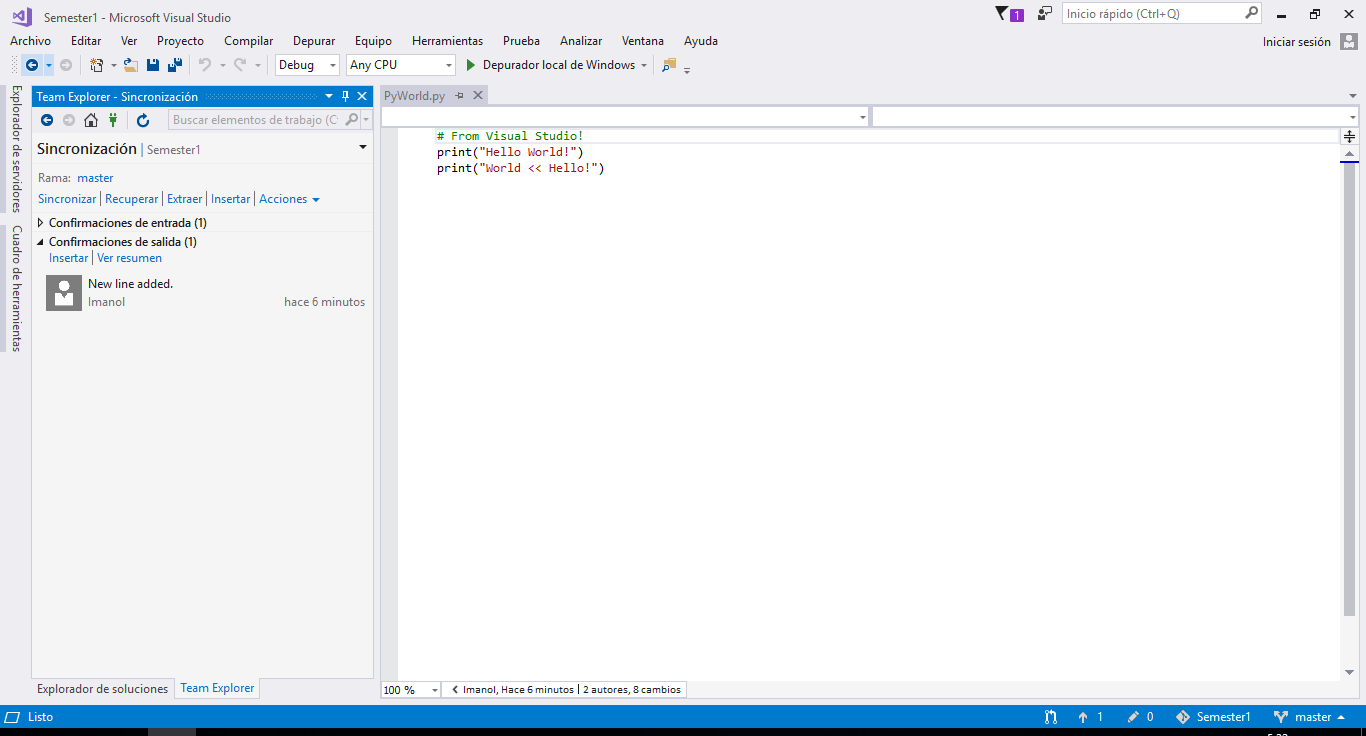 Semester1 - Microsoft Visual Studio
1
Inicio rápido (Ctrl+Q)
Archivo Editar Ver Proyecto Compilar Depurar Equipo Herramientas Prueba Analizar Ventana Ayuda
Iniciar sesión
Debug Any CPU Depurador local de Windows
Explorador de servidores
Cuadro de herramientas
Team Explorer - Sincronización
Buscar elementos de trabajo (C
Sincronización | Semester1
Rama: master
Sincronizar | Recuperar | Extraer | Insertar | Acciones
Confirmaciones de entrada (1)
Confirmaciones de salida (1)
Insertar | Ver resumen
New line added.
Imanol hace 6 minutos
Explorador de soluciones Team Explorer
PyWorld.py
# From Visual Studio!
print("Hello World!")
print("World << Hello!")
100 % Imanol, Hace 6 minutos | 2 autores, 8 cambios
Listo 1 0 Semester1 master